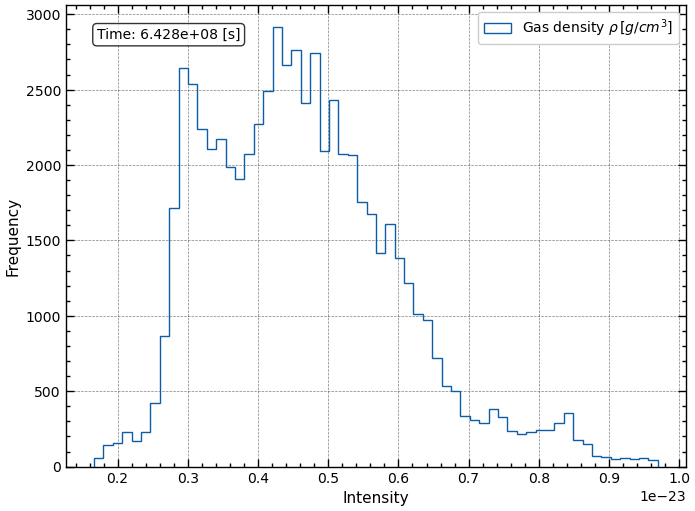 Time: 6.428e+08 [s]
Gas density ρ [g/cm³]
3000
2500
2000
1500
1000
500
0
Frequency
0.2 0.3 0.4 0.5 0.6 0.7 0.8 0.9 1.0
1e−23
Intensity